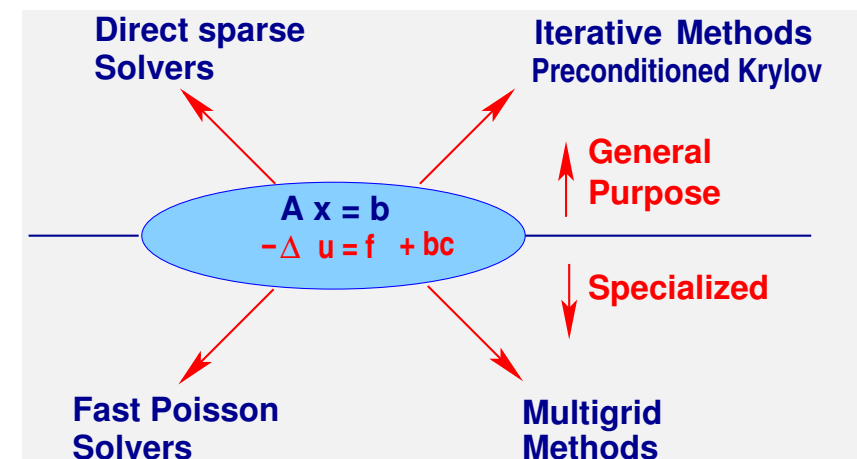 Direct sparse
Solvers
Iterative Methods
Preconditioned Krylov
General
Purpose
A x = b
−Δ u = f + bc
Specialized
Fast Poisson
Solvers
Multigrid
Methods